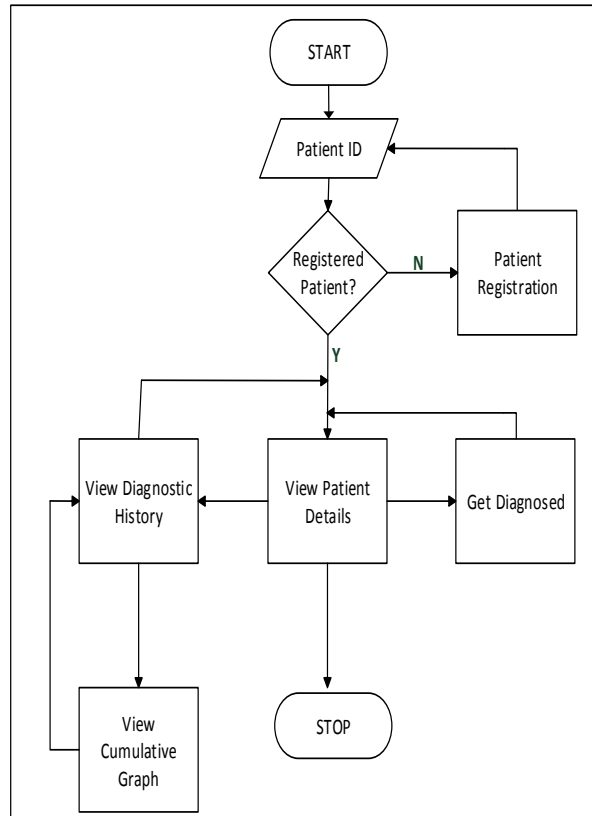 START
Patient ID
Registered
Patient?
N
Patient
Registration
Y
View Diagnostic
History
View Patient
Details
Get Diagnosed
View
Cumulative
Graph
STOP